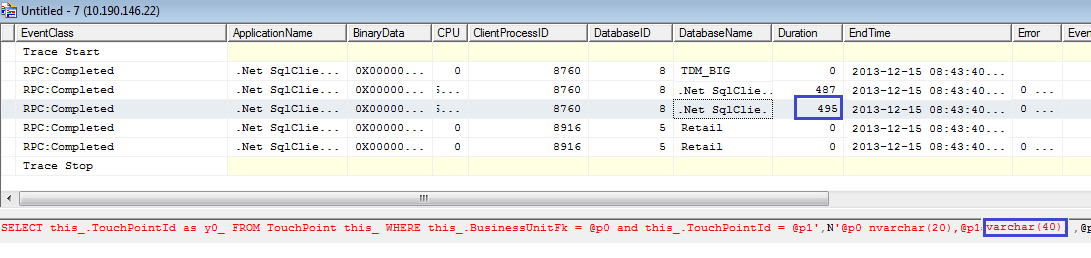 Untitled - 7 (10.190.146.22)
EventClass ApplicationName BinaryData CPU ClientProcessID DatabaseID DatabaseName Duration EndTime Error Even
Trace Start
RPC:Completed .Net SqlClie... 0X00000... 0 8760 8 TDM_BIG 0 2013-12-15 08:43:40...
RPC:Completed .Net SqlClie... 0X00000... ;... 8760 8 .Net SqlClie.. 487 2013-12-15 08:43:40... 0 ...
RPC:Completed .Net SqlClie... 0X00000... ;... 8760 8 .Net SqlClie. 495 2013-12-15 08:43:40... 0 ...
RPC:Completed .Net SqlClie... 0X00000... 0 8916 5 Retail 0 2013-12-15 08:43:40... 0 ...
RPC:Completed .Net SqlClie... 0X00000... 0 8916 5 Retail 0 2013-12-15 08:43:40... 0 ...
Trace Stop
SELECT this_.TouchPointId as y0_ FROM TouchPoint this_ WHERE this_.BusinessUnitFk = @p0 and this_.TouchPointId = @p1',N'@p0 nvarchar(20),@p1 varchar(40) ,@p